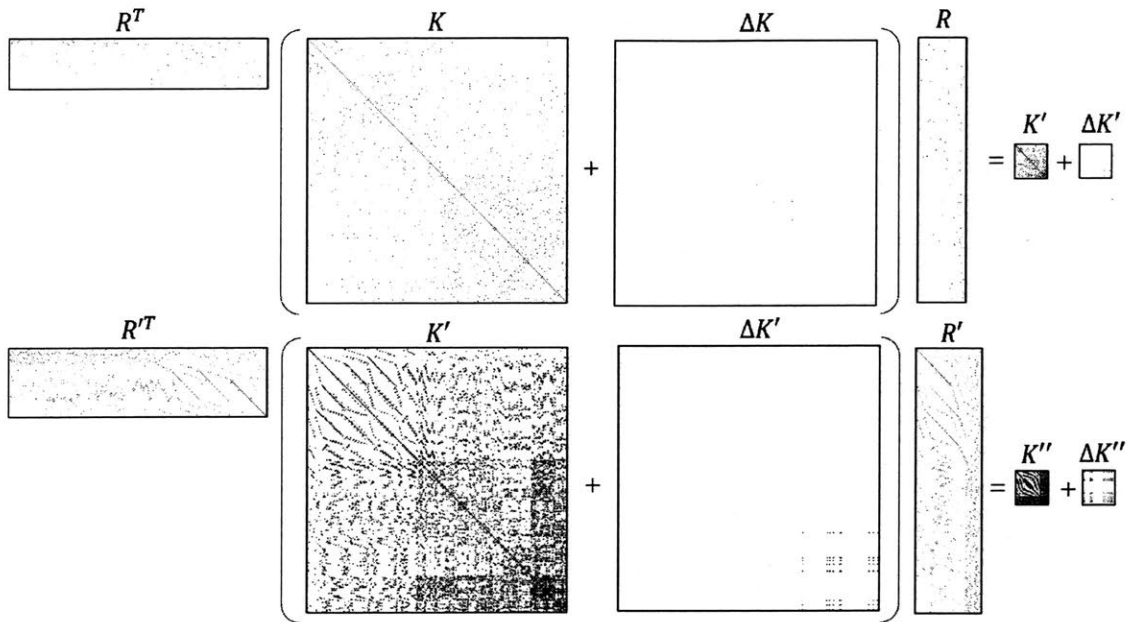 R^T ( K + ΔK ) R = K' + ΔK'
R'^T ( K' + ΔK' ) R' = K'' + ΔK''